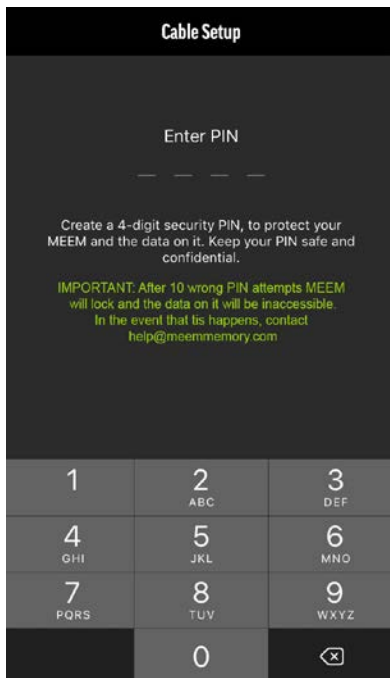 Cable Setup
Enter PIN
Create a 4-digit security PIN, to protect your
MEEM and the data on it. Keep your PIN safe and
confidential.
IMPORTANT: After 10 wrong PIN attempts MEEM
will lock and the data on it will be inaccessible.
In the event that tis happens, contact
help@meemmemory.com
1 2 3
ABC DEF
4 5 6
GHI JKL MNO
7 8 9
PQRS TUV WXYZ
0